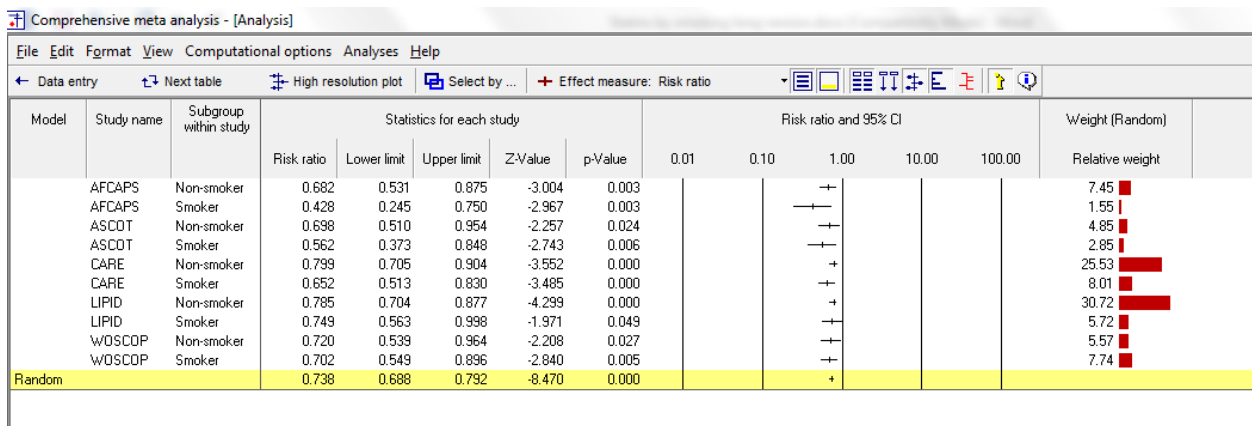 Comprehensive meta analysis - [Analysis]
File Edit Format View Computational options Analyses Help
← Data entry Next table High resolution plot Select by ... Effect measure: Risk ratio
Model Study name Subgroup within study Statistics for each study Risk ratio and 95% CI Weight (Random)
Risk ratio Lower limit Upper limit Z-Value p-Value 0.01 0.10 1.00 10.00 100.00 Relative weight
AFCAPS Non-smoker 0.682 0.531 0.875 -3.004 0.003 7.45
AFCAPS Smoker 0.428 0.245 0.750 -2.967 0.003 1.55
ASCOT Non-smoker 0.698 0.510 0.954 -2.257 0.024 4.85
ASCOT Smoker 0.562 0.373 0.848 -2.743 0.006 2.85
CARE Non-smoker 0.799 0.705 0.904 -3.552 0.000 25.53
CARE Smoker 0.652 0.513 0.830 -3.485 0.000 8.01
LIPID Non-smoker 0.785 0.704 0.877 -4.299 0.000 30.72
LIPID Smoker 0.749 0.563 0.998 -1.971 0.049 5.72
WOSCOP Non-smoker 0.720 0.539 0.964 -2.208 0.027 5.57
WOSCOP Smoker 0.702 0.549 0.896 -2.840 0.005 7.74
Random 0.738 0.688 0.792 -8.470 0.000